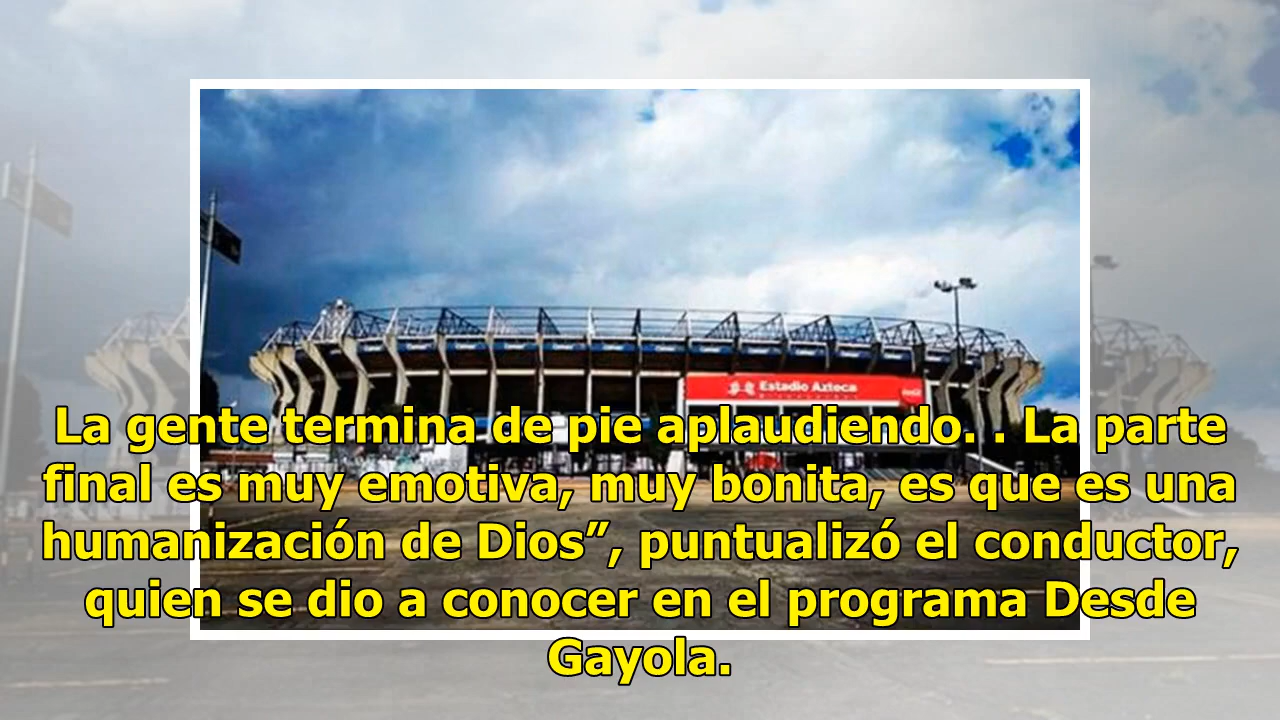 Estadio Azteca
La gente termina de pie aplaudiendo. . La parte
final es muy emotiva, muy bonita, es que es una
humanización de Dios”, puntualizó el conductor,
quien se dio a conocer en el programa Desde
Gayola.